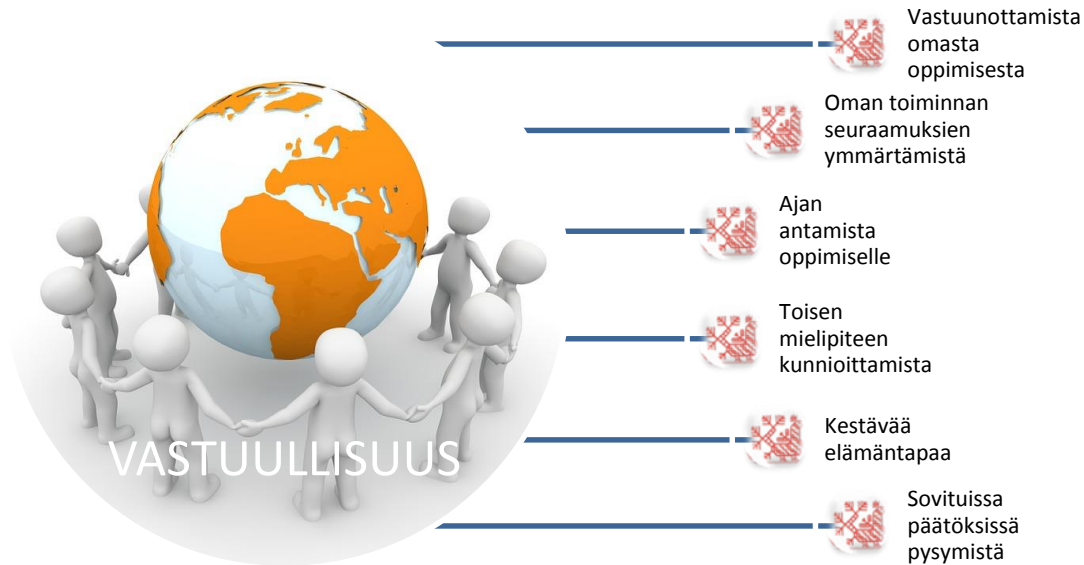 Vastuunottamista
omasta
oppimisesta
Oman toiminnan
seuraamuksien
ymmärtämistä
Ajan
antamista
oppimiselle
Toisen
mielipiteen
kunnioittamista
Kestävää
elämäntapaa
VASTUULLISUUS
Sovituissa
päätöksissä
pysymistä